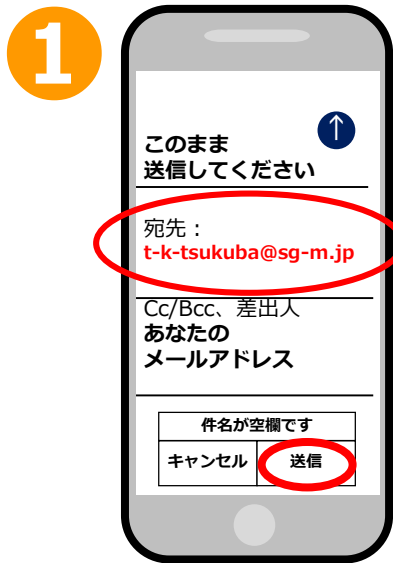 1
↑
このまま
送信してください
宛先：
t-k-tsukuba@sg-m.jp
Cc/Bcc、差出人
あなたの
メールアドレス
件名が空欄です
キャンセル 送信